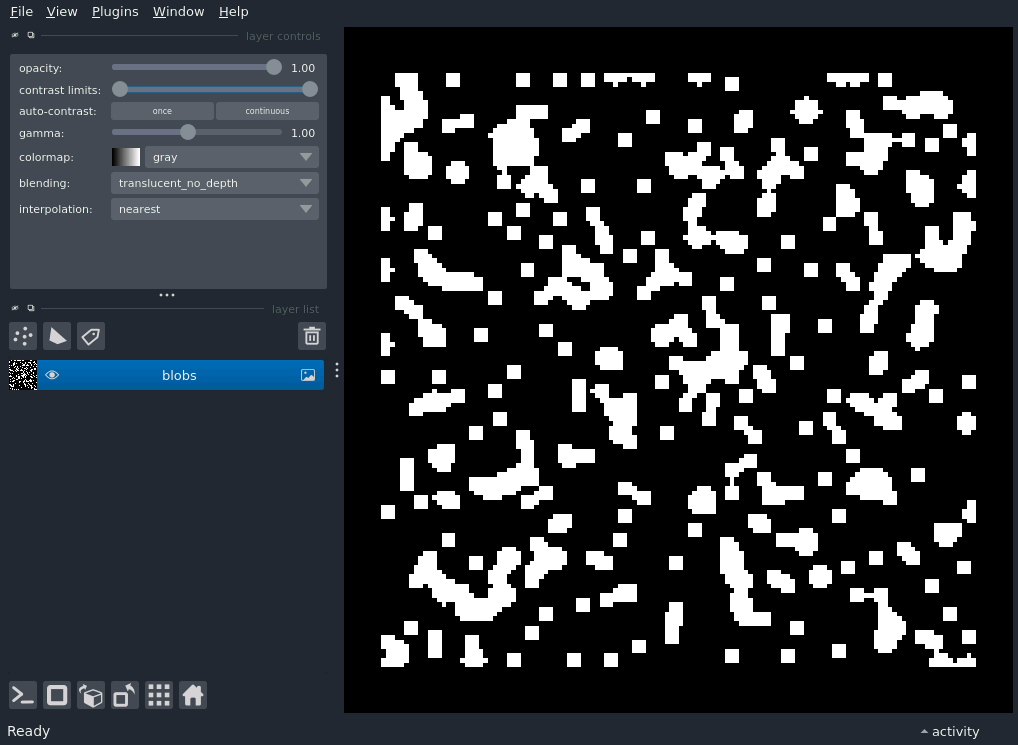 File View Plugins Window Help
layer controls
opacity: 1.00
contrast limits:
auto-contrast: once continuous
gamma: 1.00
colormap: gray
blending: translucent_no_depth
interpolation: nearest
layer list
blobs
Ready
activity